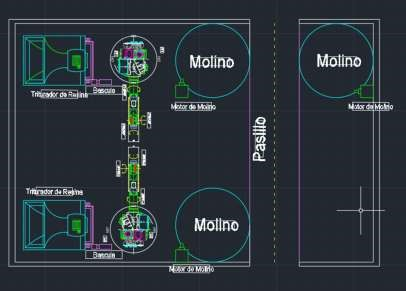 Molino
Molino
Triturador de Resina
Bascula
Motor de Molino
Motor de Molino
Pasillo
Triturador de Resina
Molino
Bascula
Motor de Molino